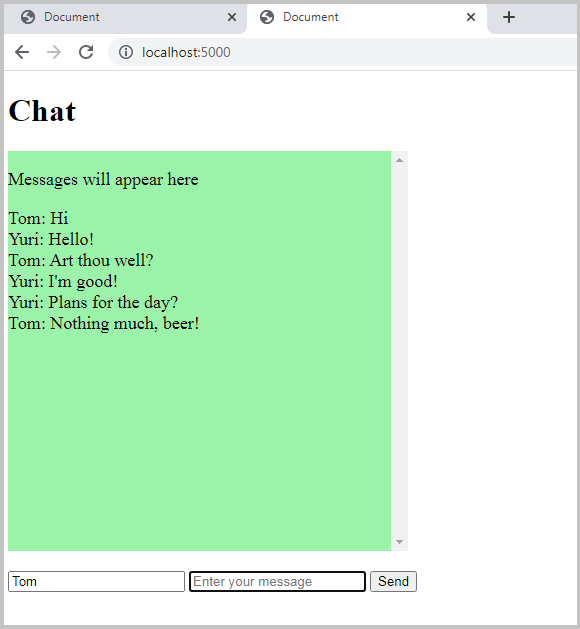 Document
Document
localhost:5000
Chat
Messages will appear here
Tom: Hi
Yuri: Hello!
Tom: Art thou well?
Yuri: I'm good!
Yuri: Plans for the day?
Tom: Nothing much, beer!
Tom Enter your message Send